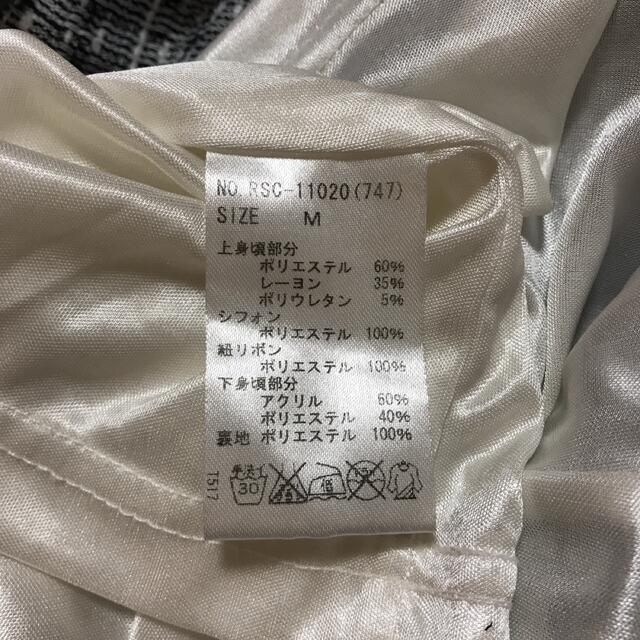 NO.RSC-11020(747)
SIZE M
上身頃部分
ポリエステル 60%
レーヨン 35%
ポリウレタン 5%
シフォン
ポリエステル 100%
紐リボン
ポリエステル 100%
下身頃部分
アクリル 60%
ポリエステル 40%
裏地 ポリエステル 100%
手洗イ
30
低
T517